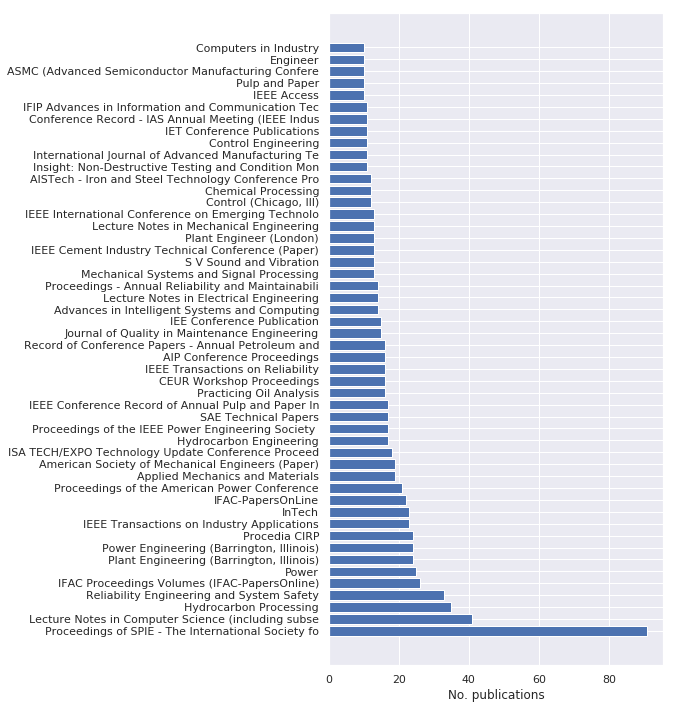 Computers in Industry
Engineer
ASMC (Advanced Semiconductor Manufacturing Confere
Pulp and Paper
IEEE Access
IFIP Advances in Information and Communication Tec
Conference Record - IAS Annual Meeting (IEEE Indus
IET Conference Publications
Control Engineering
International Journal of Advanced Manufacturing Te
Insight: Non-Destructive Testing and Condition Mon
AISTech - Iron and Steel Technology Conference Pro
Chemical Processing
Control (Chicago, Ill)
IEEE International Conference on Emerging Technolo
Lecture Notes in Mechanical Engineering
Plant Engineer (London)
IEEE Cement Industry Technical Conference (Paper)
S V Sound and Vibration
Mechanical Systems and Signal Processing
Proceedings - Annual Reliability and Maintainabili
Lecture Notes in Electrical Engineering
Advances in Intelligent Systems and Computing
IEE Conference Publication
Journal of Quality in Maintenance Engineering
Record of Conference Papers - Annual Petroleum and
AIP Conference Proceedings
IEEE Transactions on Reliability
CEUR Workshop Proceedings
Practicing Oil Analysis
IEEE Conference Record of Annual Pulp and Paper In
SAE Technical Papers
Proceedings of the IEEE Power Engineering Society
Hydrocarbon Engineering
ISA TECH/EXPO Technology Update Conference Proceed
American Society of Mechanical Engineers (Paper)
Applied Mechanics and Materials
Proceedings of the American Power Conference
IFAC-PapersOnLine
InTech
IEEE Transactions on Industry Applications
Procedia CIRP
Power Engineering (Barrington, Illinois)
Plant Engineering (Barrington, Illinois)
Power
IFAC Proceedings Volumes (IFAC-PapersOnline)
Reliability Engineering and System Safety
Hydrocarbon Processing
Lecture Notes in Computer Science (including subse
Proceedings of SPIE - The International Society fo
0 20 40 60 80
No. publications